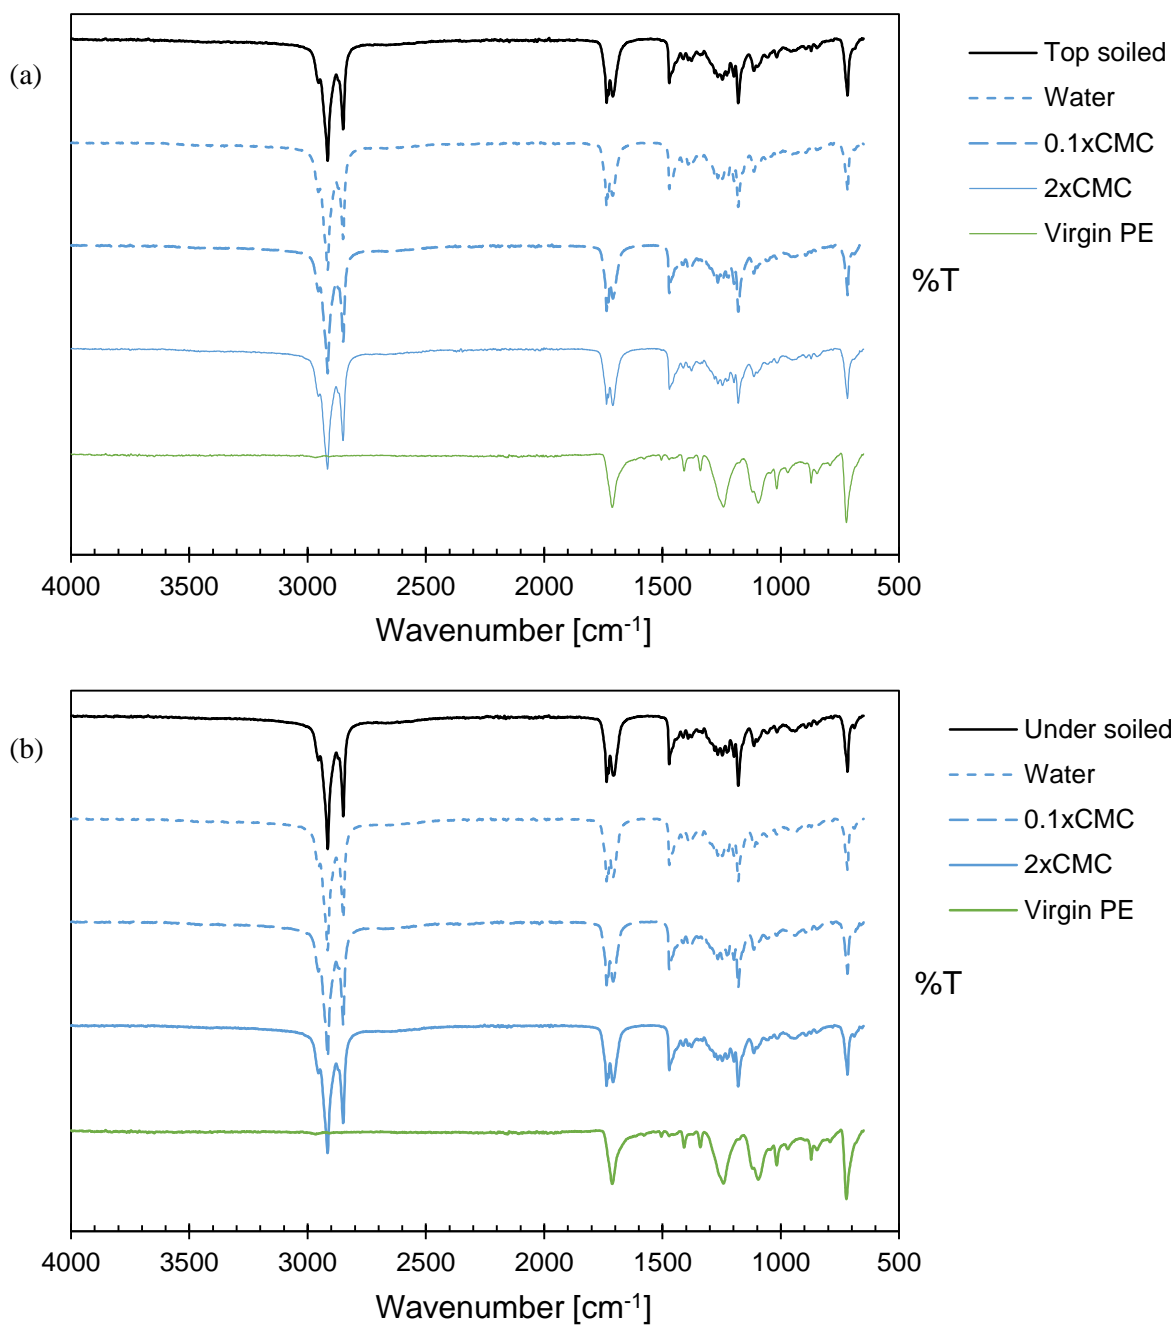 (a)
Top soiled
Water
0.1xCMC
2xCMC
Virgin PE
%T
4000 3500 3000 2500 2000 1500 1000 500
Wavenumber [cm-1]
(b)
Under soiled
Water
0.1xCMC
2xCMC
Virgin PE
%T
4000 3500 3000 2500 2000 1500 1000 500
Wavenumber [cm-1]